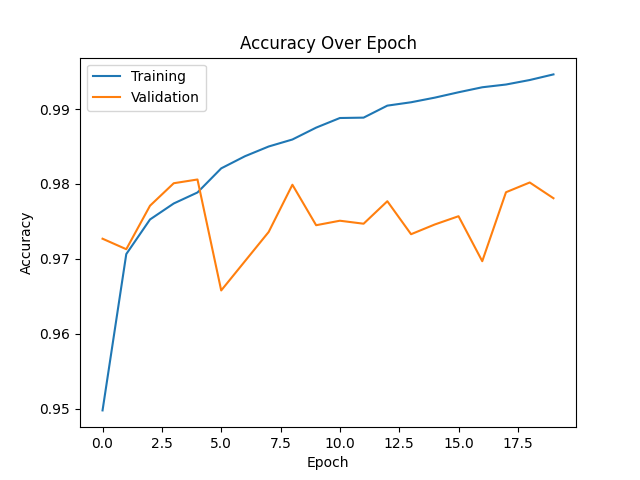 Accuracy Over Epoch
Training
Validation
0.99
0.98
0.97
0.96
0.95
Accuracy
0.0 2.5 5.0 7.5 10.0 12.5 15.0 17.5
Epoch